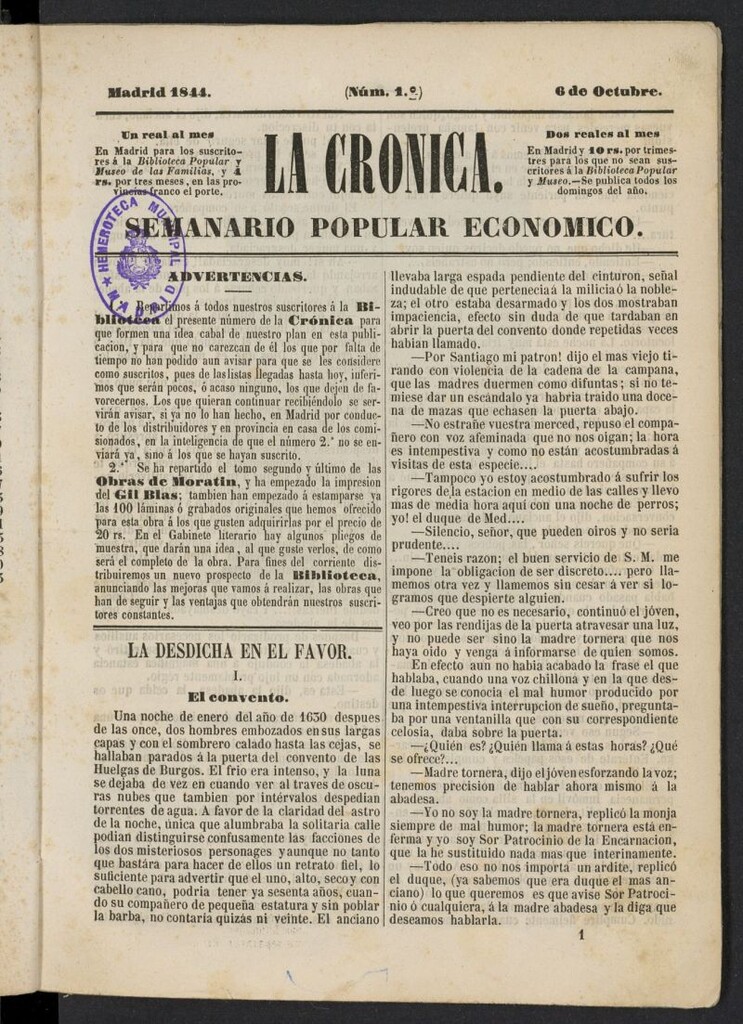 Madrid 1844.
(Núm. 1.º)
6 de Octubre.
Un real al mes
En Madrid para los suscrito-
res á la Biblioteca Popular y
Museo de las Familias, y 4
rs. por tres meses, en las pro-
vincias franco el porte.
LA CRONICA.
Dos reales al mes
En Madrid y 10 rs. por trimes-
tres para los que no sean sus-
critores á la Biblioteca Popular
y Museo.—Se publica todos los
domingos del año.
SEMANARIO POPULAR ECONOMICO.
HEMEROTECA MUNICIPAL
MADRID
ADVERTENCIAS.
Repartimos á todos nuestros suscritores á la Bi-
blioteca el presente número de la Crónica para
que formen una idea cabal de nuestro plan en esta publi-
cacion, y para que no carezcan de él los que por falta de
tiempo no han podido aun avisar para que se les considere
como suscritos, pues de las listas llegadas hasta hoy, inferi-
mos que serán pocos, ó acaso ninguno, los que dejen de fa-
vorecernos. Los que quieran continuar recibiéndolo se ser-
virán avisar, si ya no lo han hecho, en Madrid por conduc-
to de los distribuidores y en provincia en casa de los comi-
sionados, en la inteligencia de que el número 2.º no se en-
viará ya, sino á los que se hayan suscrito.
2.ª Se ha repartido el tomo segundo y último de las
Obras de Moratin, y ha empezado la impresion
del Gil Blas; tambien han empezado á estamparse ya
las 100 láminas ó grabados originales que hemos ofrecido
para esta obra á los que gusten adquirirlas por el precio de
20 rs. En el Gabinete literario hay algunos pliegos de
muestra, que darán una idea, al que guste verlos, de como
será el completo de la obra. Para fines del corriente dis-
tribuiremos un nuevo prospecto de la Biblioteca,
anunciando las mejoras que vamos á realizar, las obras que
han de seguir y las ventajas que obtendrán nuestros suscri-
tores constantes.
LA DESDICHA EN EL FAVOR.
I.
El convento.
Una noche de enero del año de 1630 despues
de las once, dos hombres embozados en sus largas
capas y con el sombrero calado hasta las cejas, se
hallaban parados á la puerta del convento de las
Huelgas de Burgos. El frio era intenso, y la luna
se dejaba de vez en cuando ver al traves de oscu-
ras nubes que tambien por intérvalos despedian
torrentes de agua. A favor de la claridad del astro
de la noche, única que alumbraba la solitaria calle
podian distinguirse confusamente las facciones de
los dos misteriosos personages y aunque no tanto
que bastára para hacer de ellos un retrato fiel, lo
suficiente para advertir que el uno, alto, seco y con
cabello cano, podria tener ya sesenta años, cuan-
do su compañero de pequeña estatura y sin poblar
la barba, no contaría quizás ni veinte. El anciano
llevaba larga espada pendiente del cinturon, señal
indudable de que pertenecia á la milicia ó la noble-
za; el otro estaba desarmado y los dos mostraban
impaciencia, efecto sin duda de que tardaban en
abrir la puerta del convento donde repetidas veces
habian llamado.
—Por Santiago mi patron! dijo el mas viejo ti-
rando con violencia de la cadena de la campana,
que las madres duermen como difuntas; si no te-
miese dar un escándalo ya habria traido una doce-
na de mazas que echasen la puerta abajo.
—No estrañe vuestra merced, repuso el compa-
ñero con voz afeminada que no nos oigan; la hora
es intempestiva y como no están acostumbradas á
visitas de esta especie....
—Tampoco yo estoy acostumbrado á sufrir los
rigores de la estacion en medio de las calles y llevo
mas de media hora aquí con una noche de perros;
yo! el duque de Med....
—Silencio, señor, que pueden oiros y no seria
prudente....
—Teneis razon; el buen servicio de S. M. me
impone la obligacion de ser discreto.... pero lla-
memos otra vez y llamemos sin cesar á ver si lo-
gramos que despierte alguien.
—Creo que no es necesario, continuó el jóven,
veo por las rendijas de la puerta atravesar una luz,
y no puede ser sino la madre tornera que nos
haya oido y venga á informarse de quien somos.
En efecto aun no habia acabado la frase el que
hablaba, cuando una voz chillona y en la que des-
de luego se conocia el mal humor producido por
una intempestiva interrupcion de sueño, pregunta-
ba por una ventanilla que con su correspondiente
celosia, daba sobre la puerta.
—¿Quién es? ¿Quién llama á estas horas? ¿Qué
se ofrece?...
—Madre tornera, dijo el jóven esforzando la voz;
tenemos precision de hablar ahora mismo á la
abadesa.
—Yo no soy la madre tornera, replicó la monja
siempre de mal humor; la madre tornera está en-
ferma y yo soy Sor Patrocinio de la Encarnacion,
que la he sustituido nada mas que interinamente.
—Todo eso no nos importa un ardite, replicó
el duque, (ya sabemos que era duque el mas an-
ciano) lo que queremos es que avise Sor Patroci-
nio ó cualquiera, á la madre abadesa y la diga que
deseamos hablarla.
1